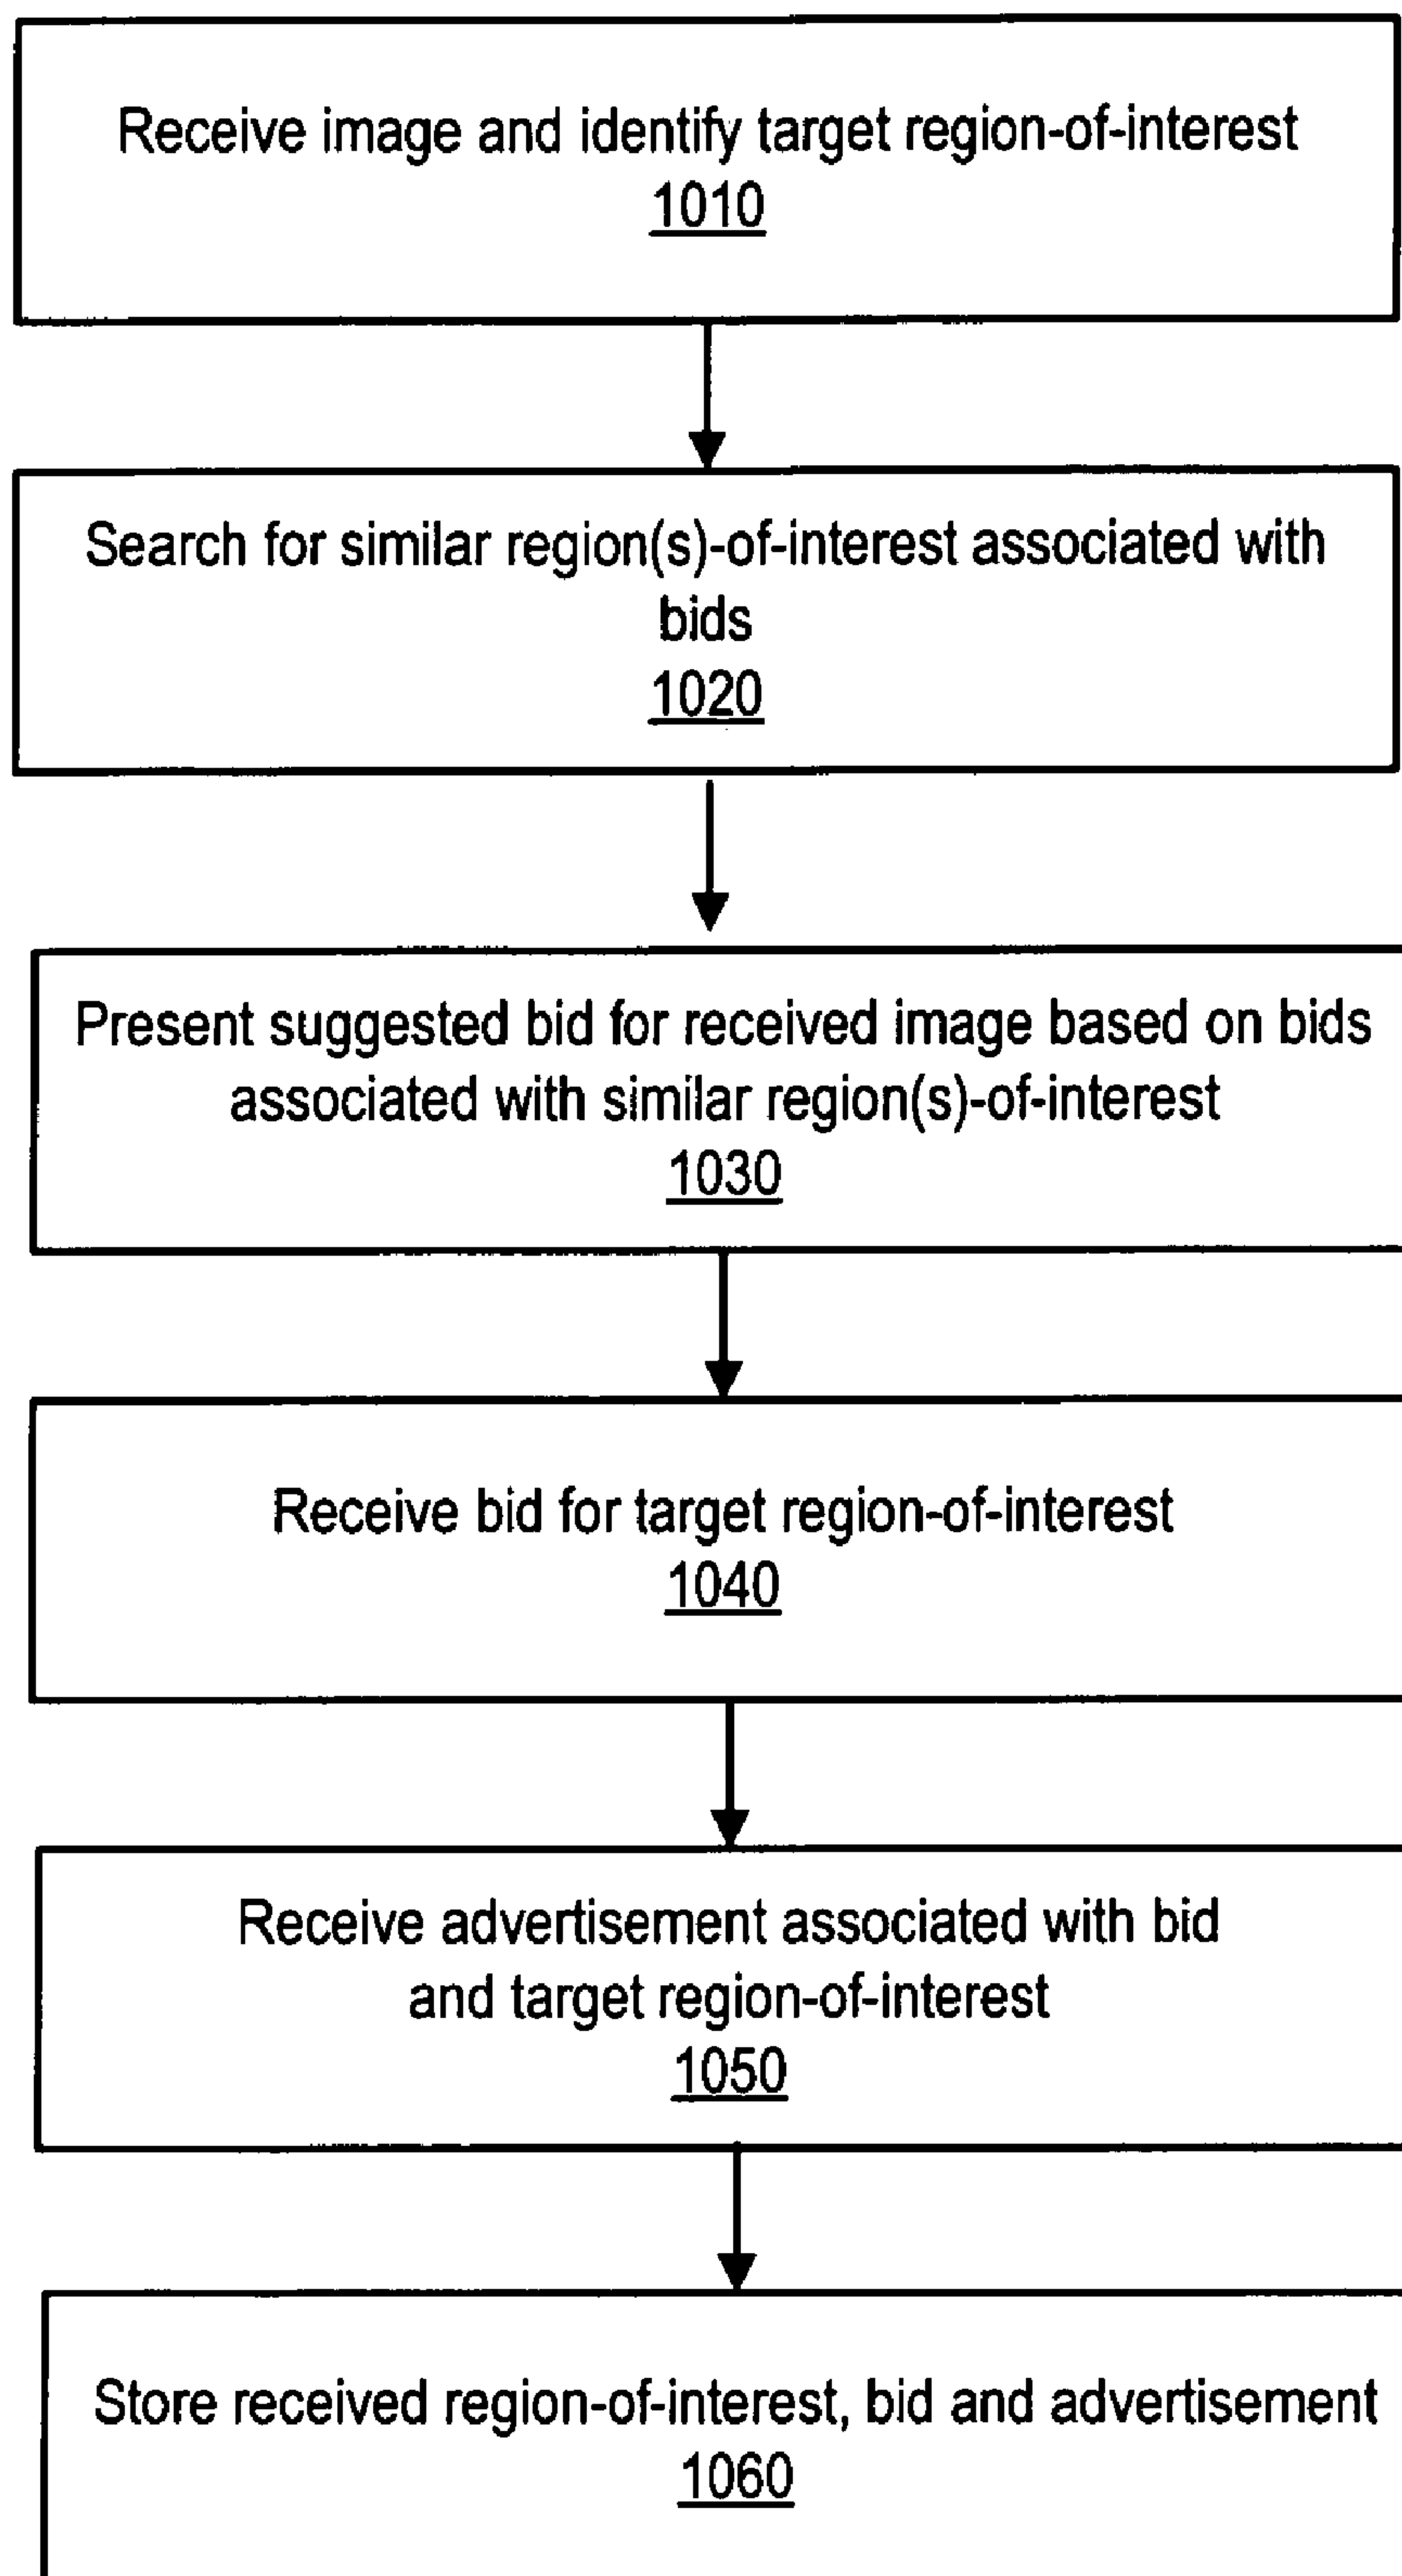 Receive image and identify target region-of-interest
1010
Search for similar region(s)-of-interest associated with
bids
1020
Present suggested bid for received image based on bids
associated with similar region(s)-of-interest
1030
Receive bid for target region-of-interest
1040
Receive advertisement associated with bid
and target region-of-interest
1050
Store received region-of-interest, bid and advertisement
1060